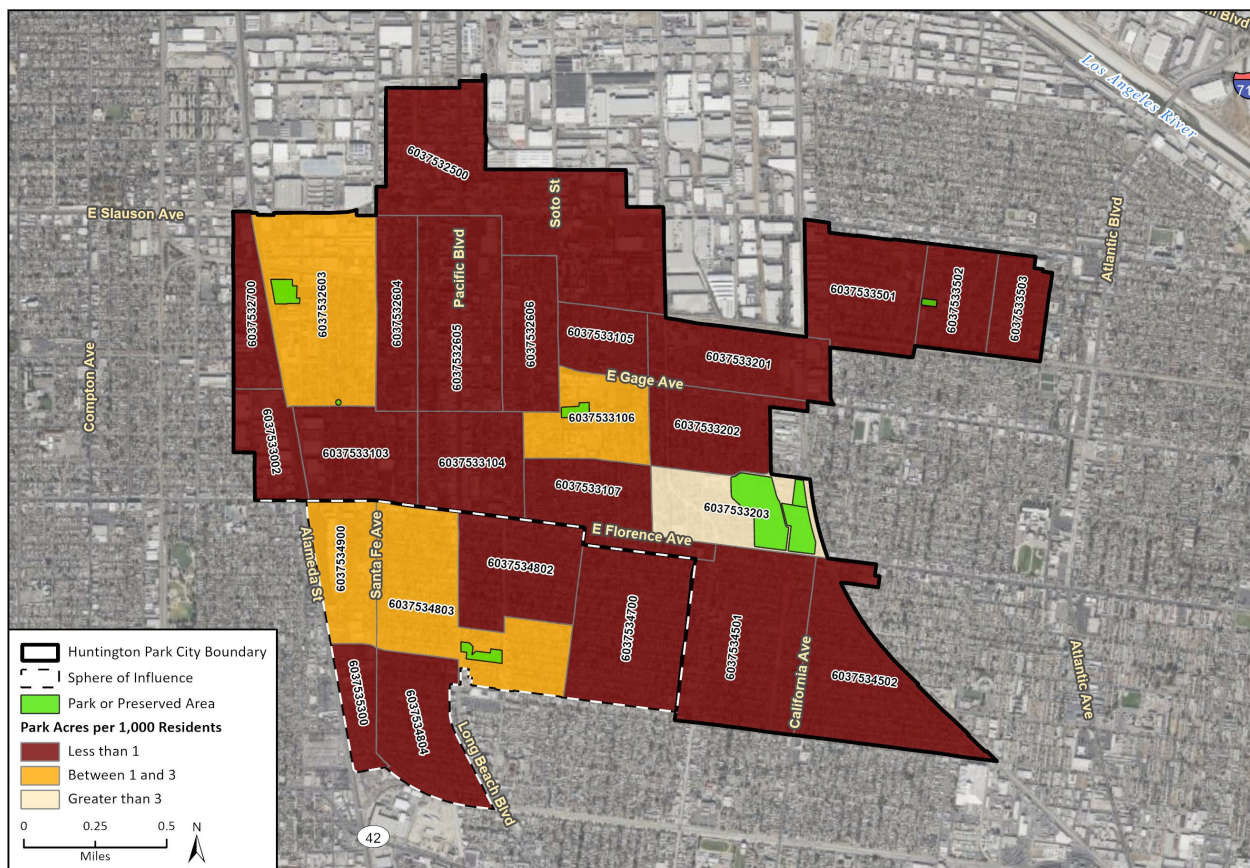 Los Angeles River
71
E Slauson Ave
Compton Ave
Pacific Blvd
Soto St
Atlantic Blvd
E Gage Ave
E Florence Ave
Alameda St
Santa Fe Ave
Long Beach Blvd
California Ave
Atlantic Ave
42
6037532500
6037532700
6037532603
6037532604
6037532605
6037532606
6037533105
6037533201
6037533501
6037533502
6037533503
6037533002
6037533103
6037533104
6037533106
6037533202
6037533107
6037533203
6037534900
6037534803
6037534802
6037534700
6037534501
6037534502
6037535300
6037534804
Huntington Park City Boundary
Sphere of Influence
Park or Preserved Area
Park Acres per 1,000 Residents
Less than 1
Between 1 and 3
Greater than 3
0 0.25 0.5
Miles
N